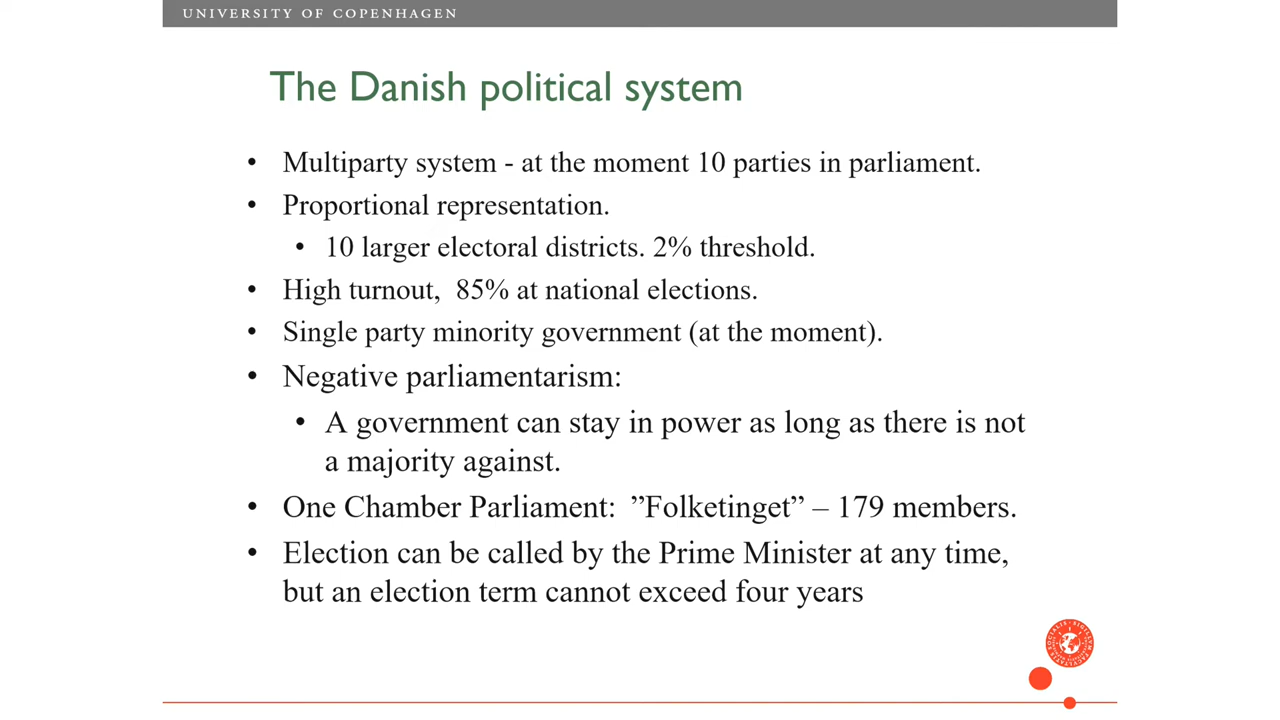 UNIVERSITY OF COPENHAGEN
The Danish political system
• Multiparty system - at the moment 10 parties in parliament.
• Proportional representation.
• 10 larger electoral districts. 2% threshold.
• High turnout,  85% at national elections.
• Single party minority government (at the moment).
• Negative parliamentarism:
• A government can stay in power as long as there is not
a majority against.
• One Chamber Parliament:  ”Folketinget” – 179 members.
• Election can be called by the Prime Minister at any time,
but an election term cannot exceed four years